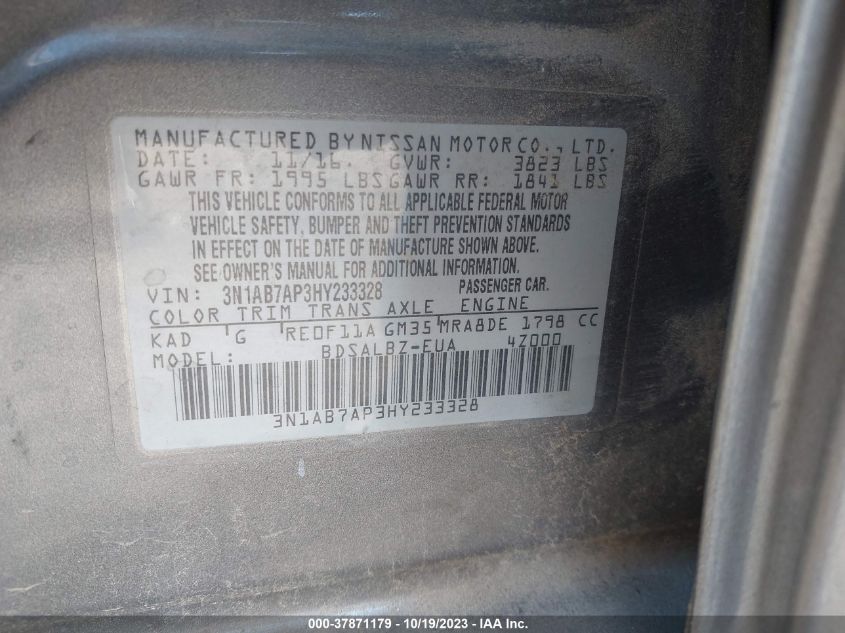 MANUFACTURED BY NISSAN MOTOR CO., LTD.
DATE: 11/16 GVWR: 3823 LBS
GAWR FR: 1995 LBS GAWR RR: 1841 LBS
THIS VEHICLE CONFORMS TO ALL APPLICABLE FEDERAL MOTOR
VEHICLE SAFETY, BUMPER AND THEFT PREVENTION STANDARDS
IN EFFECT ON THE DATE OF MANUFACTURE SHOWN ABOVE.
SEE OWNER'S MANUAL FOR ADDITIONAL INFORMATION.
VIN: 3N1AB7AP3HY233328 PASSENGER CAR.
COLOR TRIM TRANS AXLE ENGINE
KAD G RE0F11A GM35 MRA8DE 1798 CC
MODEL: BDSALBZ-EUA 4Z000
3N1AB7AP3HY233328
000-37871179 - 10/19/2023 - IAA Inc.